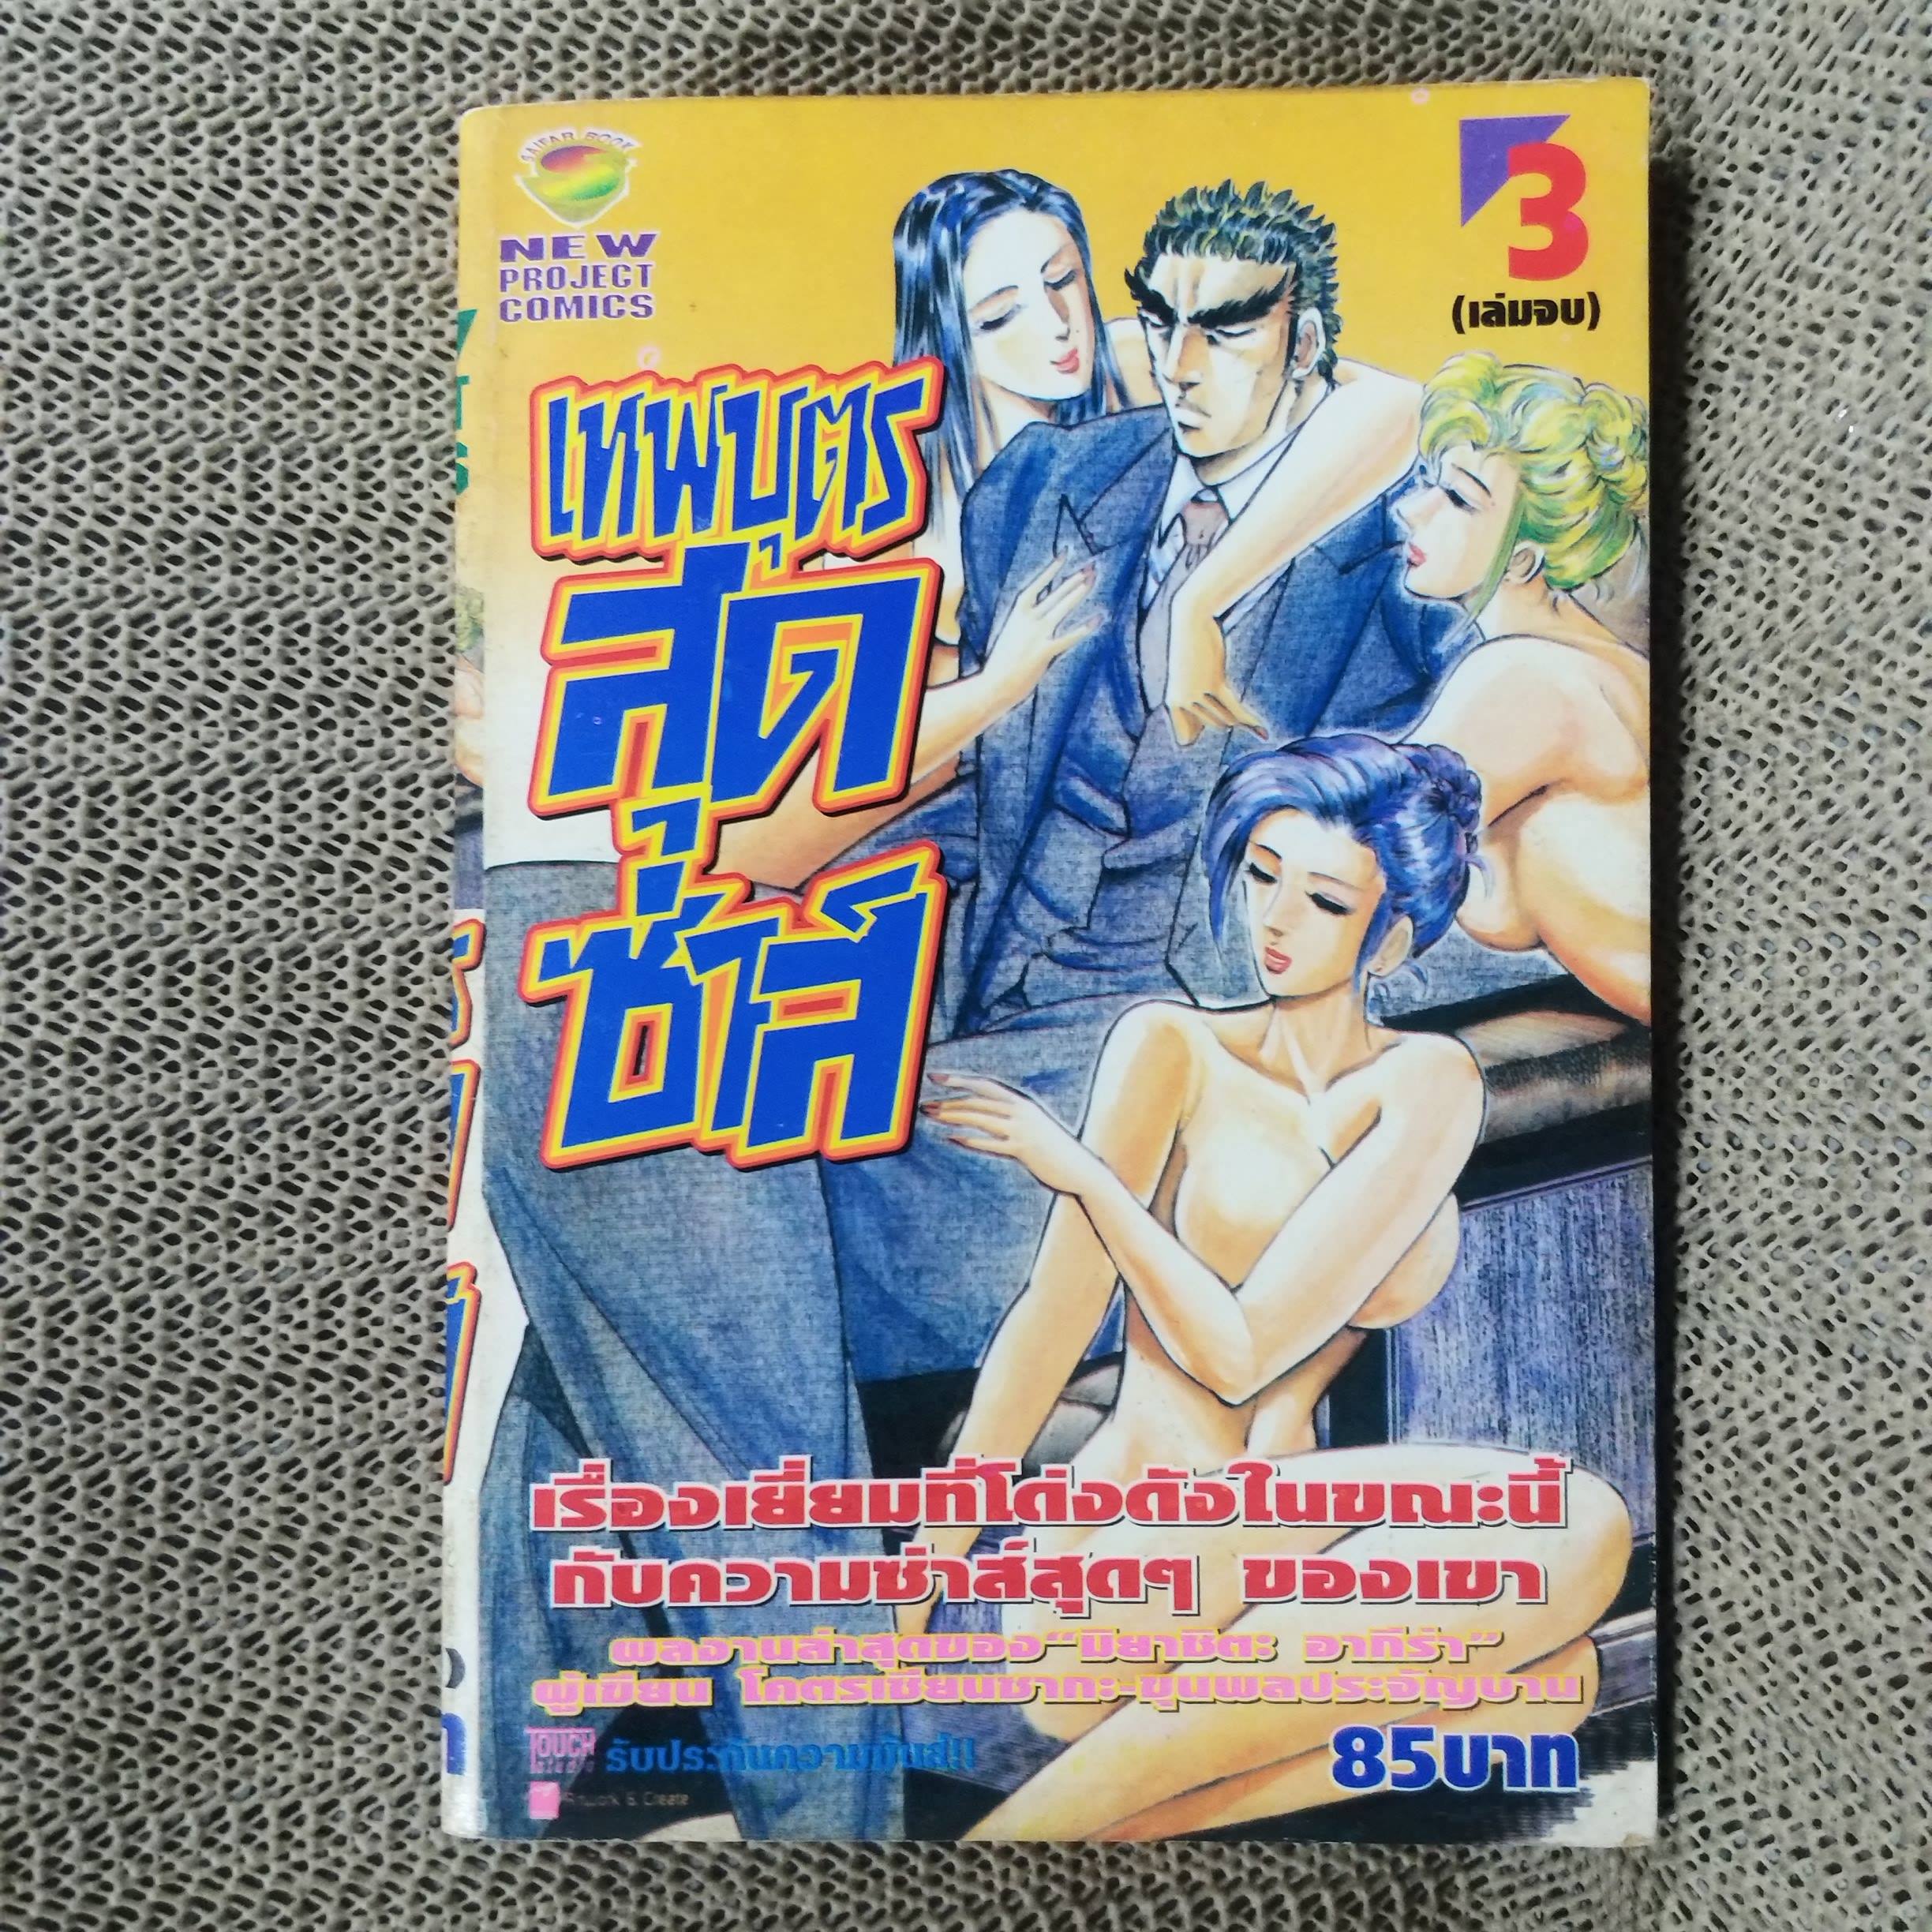 SAIFAR BOOK
NEW
PROJECT
COMICS
3
(เล่มจบ)
เทพบุตร
สุด
ซ่าส์
เรื่องเยี่ยมที่โด่งดังในขณะนี้
กับความซ่าส์สุดๆ ของเขา
ผลงานล่าสุดของ"มิยาชิตะ อากีร่า"
ผู้เขียน โคตรเซียนซากะ-ขุนพลประจัญบาน
TOUCH
studio
รับประกันความมันส์!!
Artwork & Create
85บาท